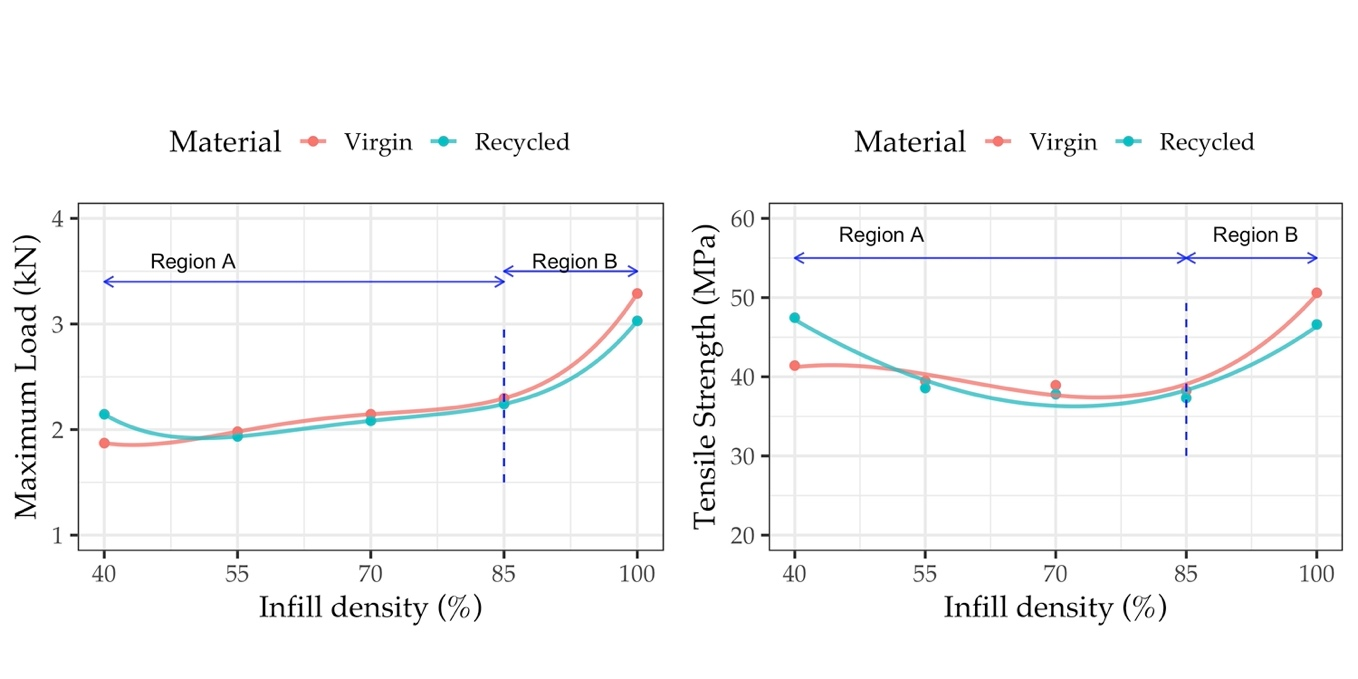 Material Virgin Recycled
Maximum Load (kN)
4
3
2
1
Region A
Region B
40 55 70 85 100
Infill density (%)
Material Virgin Recycled
Tensile Strength (MPa)
60
50
40
30
20
Region A Region B
40 55 70 85 100
Infill density (%)